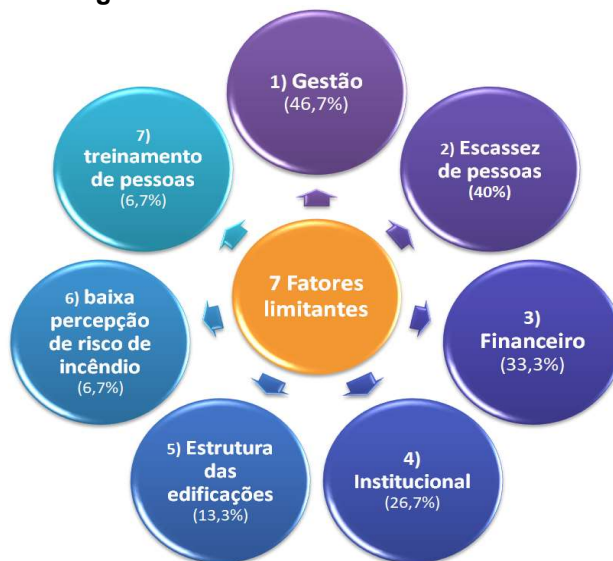 1) Gestão
(46,7%)
2) Escassez
de pessoas
(40%)
3)
Financeiro
(33,3%)
4)
Institucional
(26,7%)
5) Estrutura
das
edificações
(13,3%)
6) baixa
percepção
de risco de
incêndio
(6,7%)
7)
treinamento
de pessoas
(6,7%)
7 Fatores
limitantes